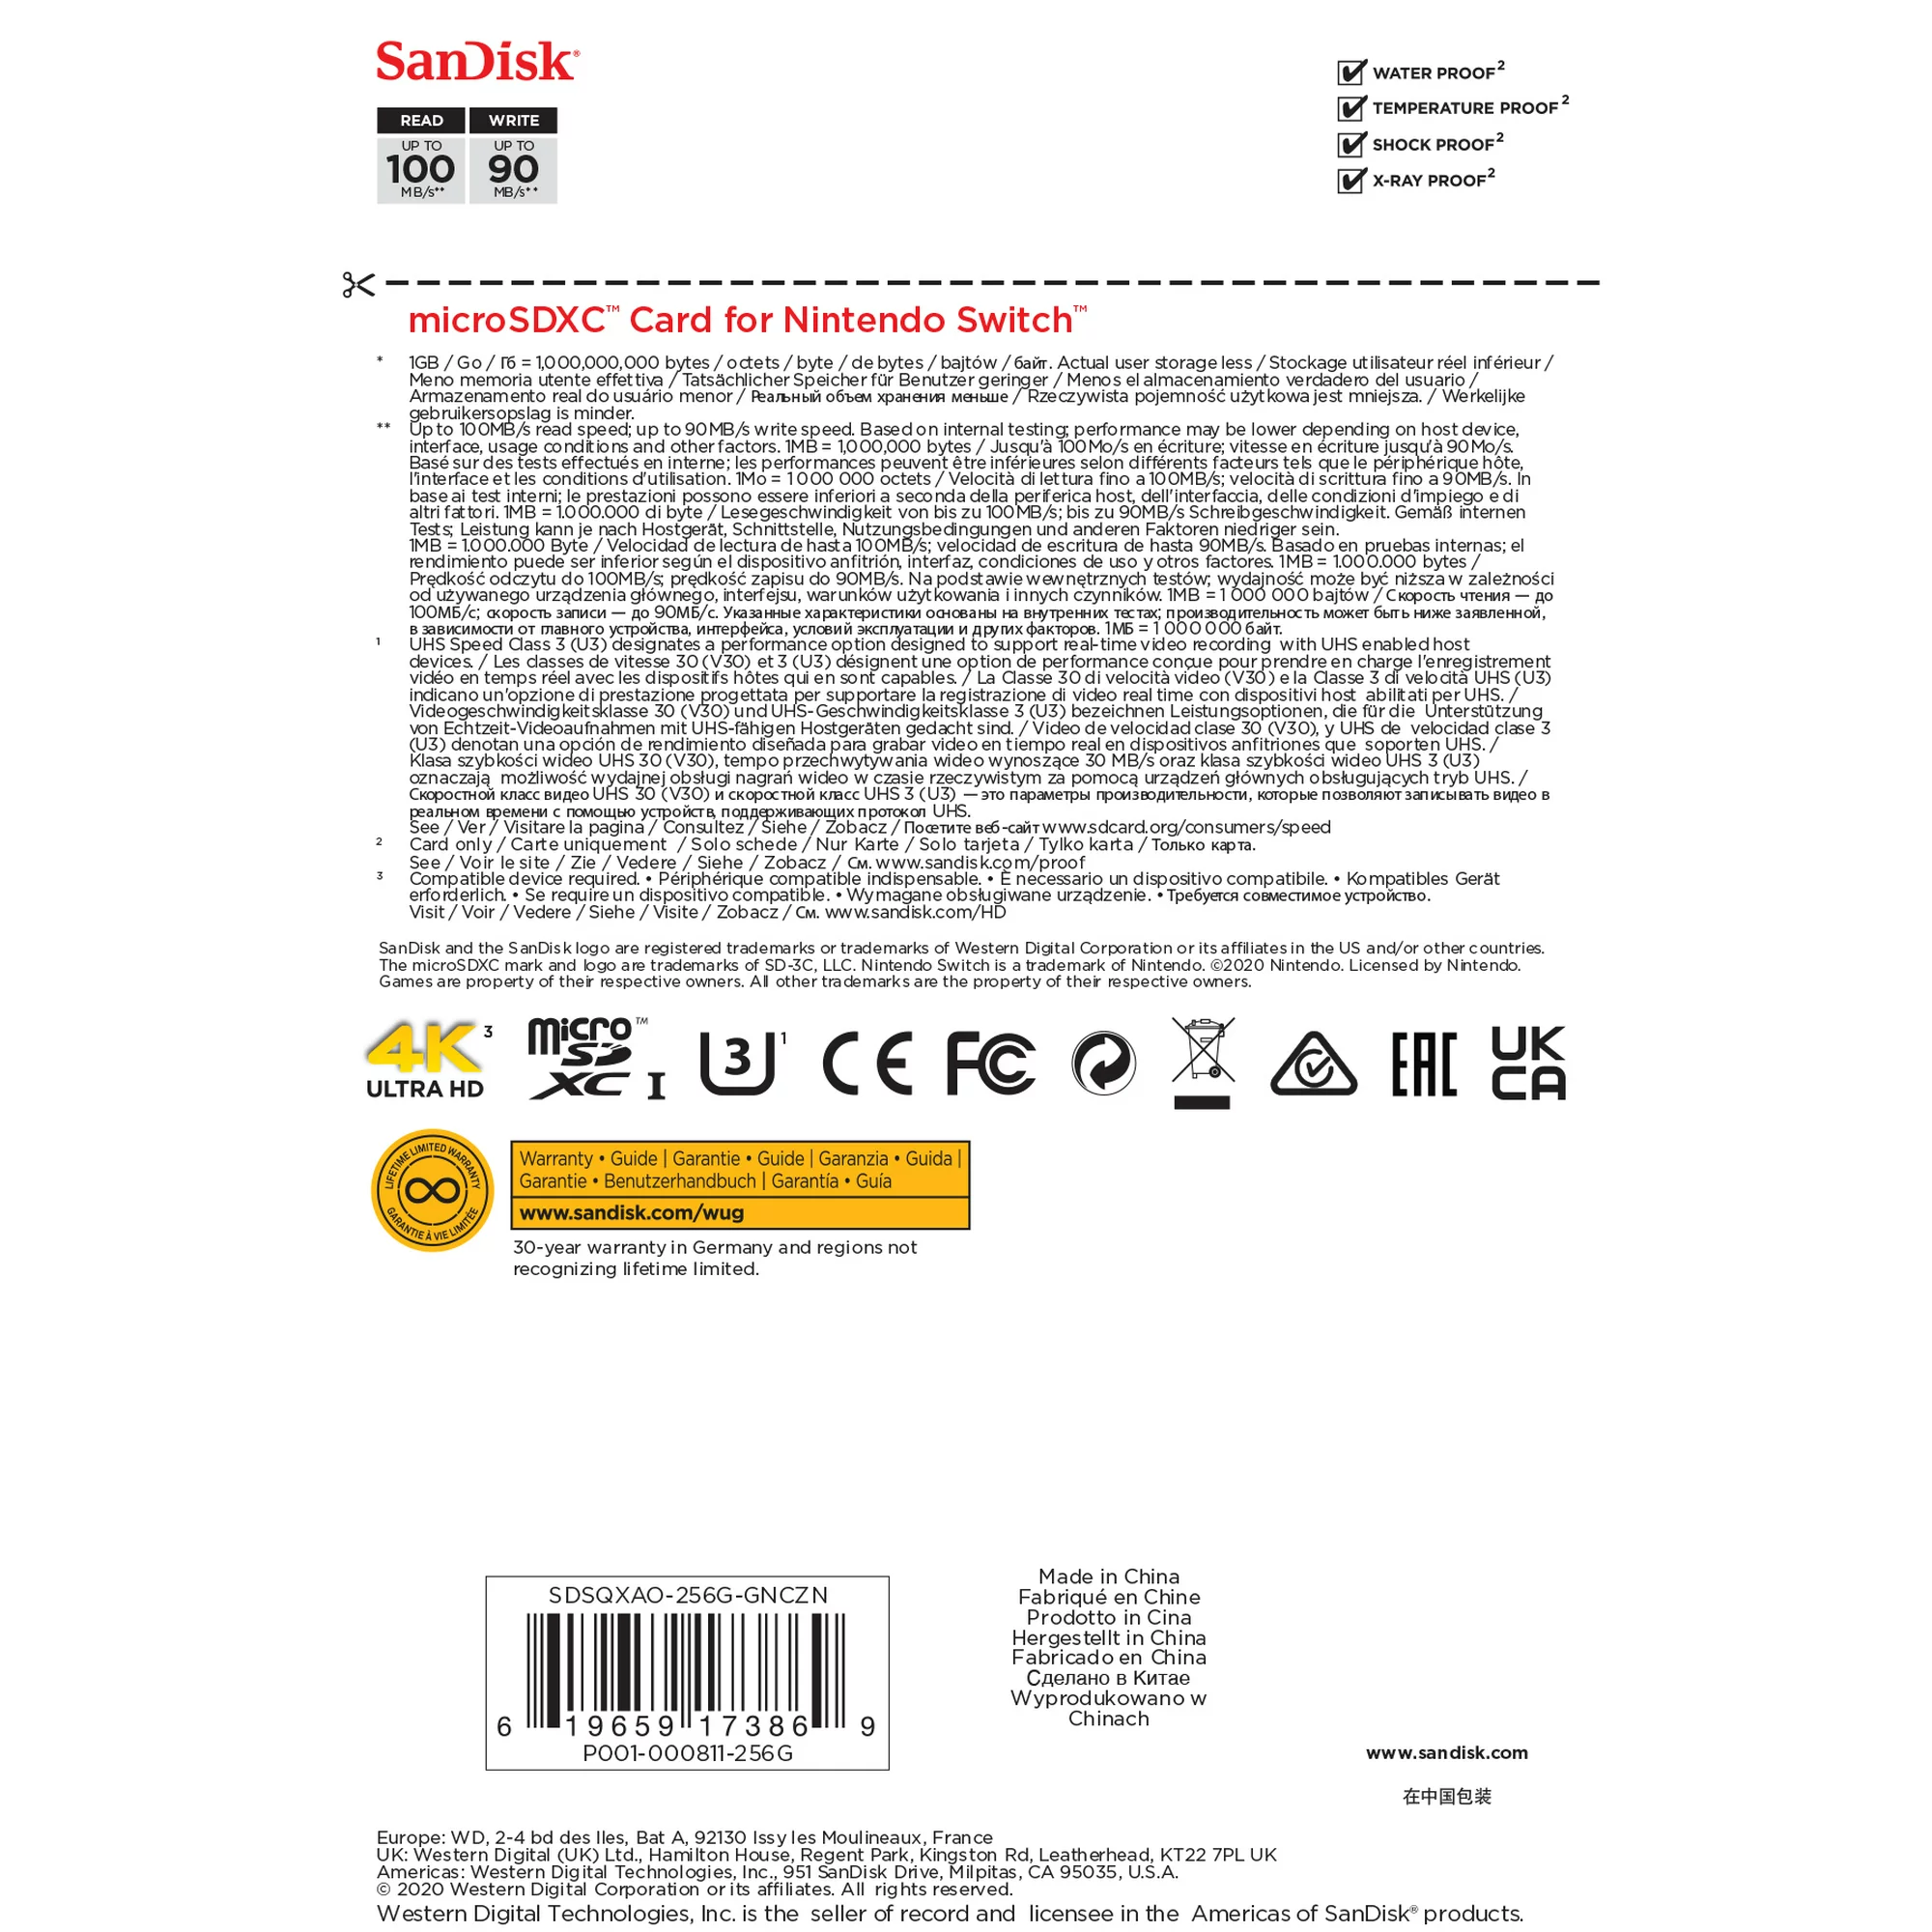 SanDisk®
READ WRITE
UP TO UP TO
100 90
MB/s** MB/s**
WATER PROOF2
TEMPERATURE PROOF2
SHOCK PROOF2
X-RAY PROOF2
microSDXC™ Card for Nintendo Switch™
* 1GB / Go / Гб = 1,000,000,000 bytes / octets / byte / de bytes / bajtów / байт. Actual user storage less / Stockage utilisateur réel inférieur /
Meno memoria utente effettiva / Tatsächlicher Speicher für Benutzer geringer / Menos el almacenamiento verdadero del usuario /
Armazenamento real do usuário menor / Реальный объем хранения меньше / Rzeczywista pojemność użytkowa jest mniejsza. / Werkelijke
gebruikersopslag is minder.
** Up to 100MB/s read speed; up to 90MB/s write speed. Based on internal testing; performance may be lower depending on host device,
interface, usage conditions and other factors. 1MB = 1,000,000 bytes / Jusqu'à 100Mo/s en écriture; vitesse en écriture jusqu'à 90Mo/s.
Basé sur des tests effectués en interne; les performances peuvent être inférieures selon différents facteurs tels que le périphérique hôte,
l'interface et les conditions d'utilisation. 1Mo = 1 000 000 octets / Velocità di lettura fino a 100MB/s; velocità di scrittura fino a 90MB/s. In
base ai test interni; le prestazioni possono essere inferiori a seconda della periferica host, dell'interfaccia, delle condizioni d'impiego e di
altri fattori. 1MB = 1.000.000 di byte / Lesegeschwindigkeit von bis zu 100MB/s; bis zu 90MB/s Schreibgeschwindigkeit. Gemäß internen
Tests; Leistung kann je nach Hostgerät, Schnittstelle, Nutzungsbedingungen und anderen Faktoren niedriger sein.
1MB = 1.000.000 Byte / Velocidad de lectura de hasta 100MB/s; velocidad de escritura de hasta 90MB/s. Basado en pruebas internas; el
rendimiento puede ser inferior según el dispositivo anfitrión, interfaz, condiciones de uso y otros factores. 1MB = 1.000.000 bytes /
Prędkość odczytu do 100MB/s; prędkość zapisu do 90MB/s. Na podstawie wewnętrznych testów; wydajność może być niższa w zależności
od używanego urządzenia głównego, interfejsu, warunków użytkowania i innych czynników. 1MB = 1 000 000 bajtów / Скорость чтения — до
100МБ/с; скорость записи — до 90МБ/с. Указанные характеристики основаны на внутренних тестах; производительность может быть ниже заявленной,
в зависимости от главного устройства, интерфейса, условий эксплуатации и других факторов. 1МБ = 1 000 000 байт.
1 UHS Speed Class 3 (U3) designates a performance option designed to support real-time video recording with UHS enabled host
devices. / Les classes de vitesse 30 (V30) et 3 (U3) désignent une option de performance conçue pour prendre en charge l'enregistrement
vidéo en temps réel avec les dispositifs hôtes qui en sont capables. / La Classe 30 di velocità video (V30) e la Classe 3 di velocità UHS (U3)
indicano un'opzione di prestazione progettata per supportare la registrazione di video real time con dispositivi host abilitati per UHS. /
Videogeschwindigkeitsklasse 30 (V30) und UHS-Geschwindigkeitsklasse 3 (U3) bezeichnen Leistungsoptionen, die für die Unterstützung
von Echtzeit-Videoaufnahmen mit UHS-fähigen Hostgeräten gedacht sind. / Video de velocidad clase 30 (V30), y UHS de velocidad clase 3
(U3) denotan una opción de rendimiento diseñada para grabar video en tiempo real en dispositivos anfitriones que soporten UHS. /
Klasa szybkości wideo UHS 30 (V30), tempo przechwytywania wideo wynoszące 30 MB/s oraz klasa szybkości wideo UHS 3 (U3)
oznaczają możliwość wydajnej obsługi nagrań wideo w czasie rzeczywistym za pomocą urządzeń głównych obsługujących tryb UHS. /
Скоростной класс видео UHS 30 (V30) и скоростной класс UHS 3 (U3) — это параметры производительности, которые позволяют записывать видео в
реальном времени с помощью устройств, поддерживающих протокол UHS.
See / Ver / Visitare la pagina / Consultez / Siehe / Zobacz / Посетите веб-сайт www.sdcard.org/consumers/speed
2 Card only / Carte uniquement / Solo schede / Nur Karte / Solo tarjeta / Tylko karta / Только карта.
See / Voir le site / Zie / Vedere / Siehe / Zobacz / См. www.sandisk.com/proof
3 Compatible device required. • Périphérique compatible indispensable. • È necessario un dispositivo compatibile. • Kompatibles Gerät
erforderlich. • Se require un dispositivo compatible. • Wymagane obsługiwane urządzenie. • Требуется совместимое устройство.
Visit / Voir / Vedere / Siehe / Visite / Zobacz / См. www.sandisk.com/HD
SanDisk and the SanDisk logo are registered trademarks or trademarks of Western Digital Corporation or its affiliates in the US and/or other countries.
The microSDXC mark and logo are trademarks of SD-3C, LLC. Nintendo Switch is a trademark of Nintendo. ©2020 Nintendo. Licensed by Nintendo.
Games are property of their respective owners. All other trademarks are the property of their respective owners.
4K3 ULTRA HD
micro™ SD XC I
3 1
CE FC
EAC
UK CA
LIFETIME LIMITED WARRANTY
GARANTIE À VIE LIMITÉE
Warranty • Guide | Garantie • Guide | Garanzia • Guida |
Garantie • Benutzerhandbuch | Garantía • Guía
www.sandisk.com/wug
30-year warranty in Germany and regions not
recognizing lifetime limited.
SDSQXAO-256G-GNCZN
6 19659 17386 9
P001-000811-256G
Made in China
Fabriqué en Chine
Prodotto in Cina
Hergestellt in China
Fabricado en China
Сделано в Китае
Wyprodukowano w
Chinach
www.sandisk.com
在中国包装
Europe: WD, 2-4 bd des Iles, Bat A, 92130 Issy les Moulineaux, France
UK: Western Digital (UK) Ltd., Hamilton House, Regent Park, Kingston Rd, Leatherhead, KT22 7PL UK
Americas: Western Digital Technologies, Inc., 951 SanDisk Drive, Milpitas, CA 95035, U.S.A.
© 2020 Western Digital Corporation or its affiliates. All rights reserved.
Western Digital Technologies, Inc. is the seller of record and licensee in the Americas of SanDisk® products.